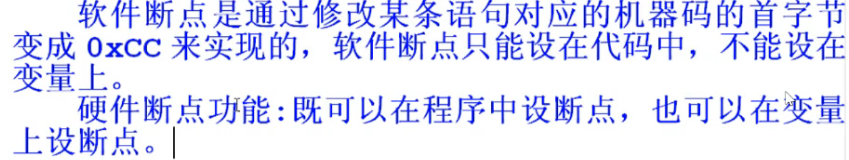 软件断点是通过修改某条语句对应的机器码的首字节
变成 0xCC 来实现的，软件断点只能设在代码中，不能设在
变量上。
硬件断点功能:既可以在程序中设断点，也可以在变量
上设断点。